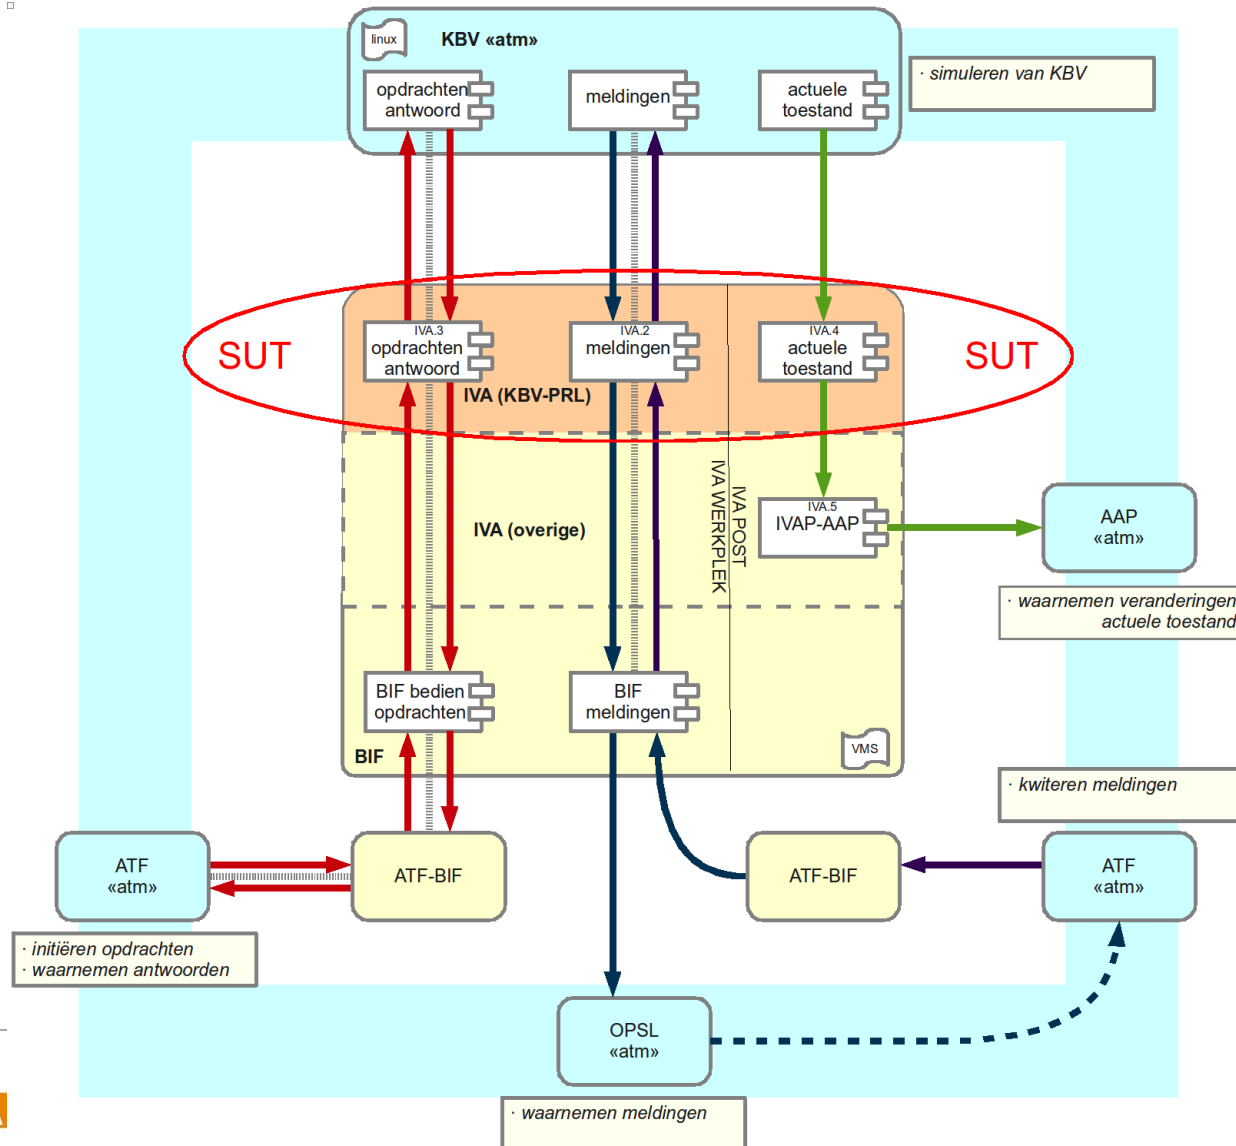 linux
KBV «atm»
opdrachten
antwoord
meldingen
actuele
toestand
· simuleren van KBV
SUT
IVA.3
opdrachten
antwoord
IVA.2
meldingen
IVA.4
actuele
toestand
SUT
IVA (KBV-PRL)
IVA (overige)
IVA POST
IVA WERKPLEK
IVA.5
IVAP-AAP
AAP
«atm»
· waarnemen veranderingen
actuele toestand
BIF bedien
opdrachten
BIF
meldingen
BIF
VMS
· kwiteren meldingen
ATF
«atm»
ATF-BIF
ATF-BIF
ATF
«atm»
· initiëren opdrachten
· waarnemen antwoorden
OPSL
«atm»
· waarnemen meldingen